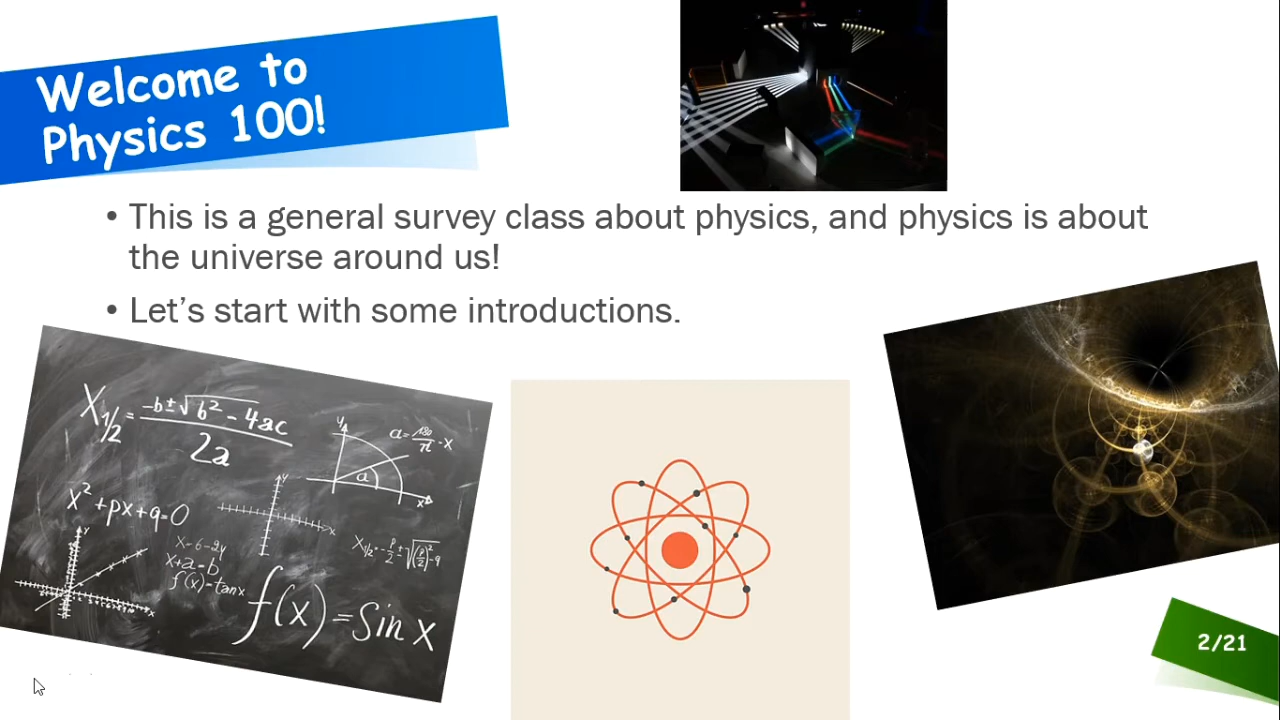 Welcome to
Physics 100!
• This is a general survey class about physics, and physics is about
the universe around us!
• Let’s start with some introductions.
X1/2 = -b±√b²-4ac
2a
y
a
x
x²+px+q=0
y
x
X-6-2y
x+a=b
f(x)=tanx
y
x
f(x)=Sin x
2/21